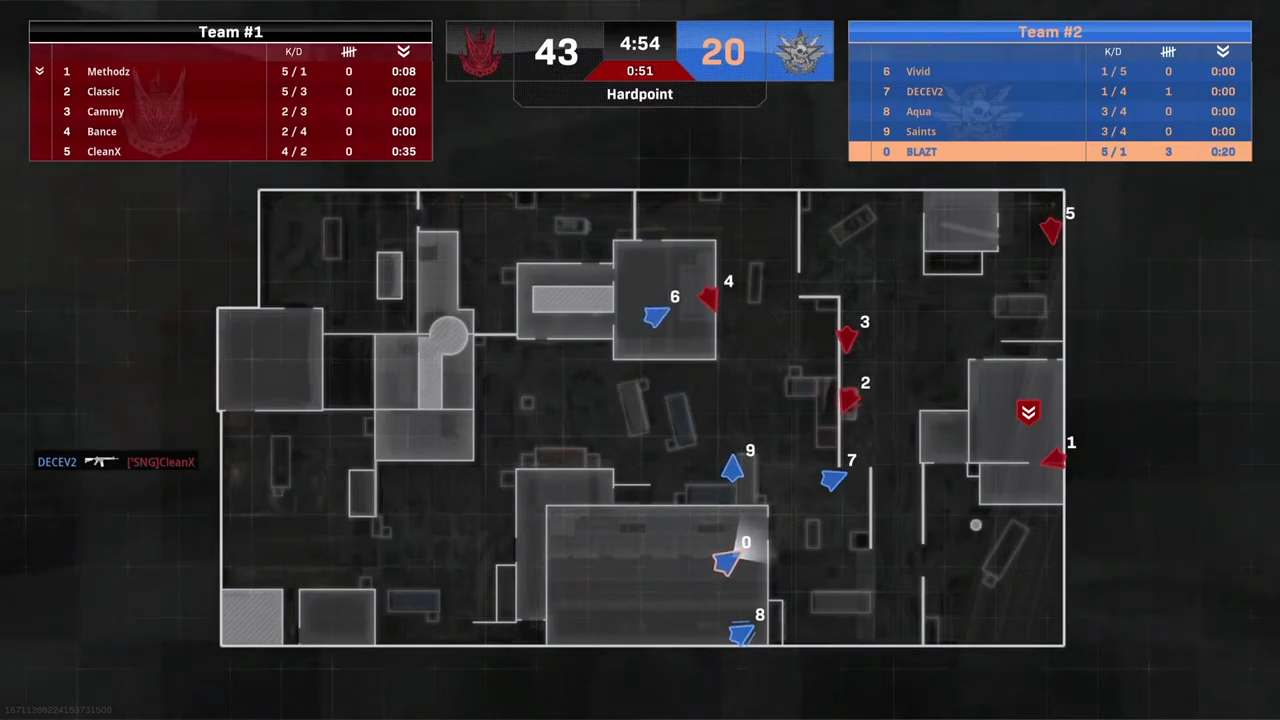 Team #1
K/D
1 Methodz 5 / 1 0 0:08
2 Classic 5 / 3 0 0:02
3 Cammy 2 / 3 0 0:00
4 Bance 2 / 4 0 0:00
5 CleanX 4 / 2 0 0:35
43 4:54 20
0:51
Hardpoint
Team #2
K/D
6 Vivid 1 / 5 0 0:00
7 DECEV2 1 / 4 1 0:00
8 Aqua 3 / 4 0 0:00
9 Saints 3 / 4 0 0:00
0 BLAZT 5 / 1 3 0:20
5
4
6
3
2
1
9
7
DECEV2 ['SNG]CleanX
0
8